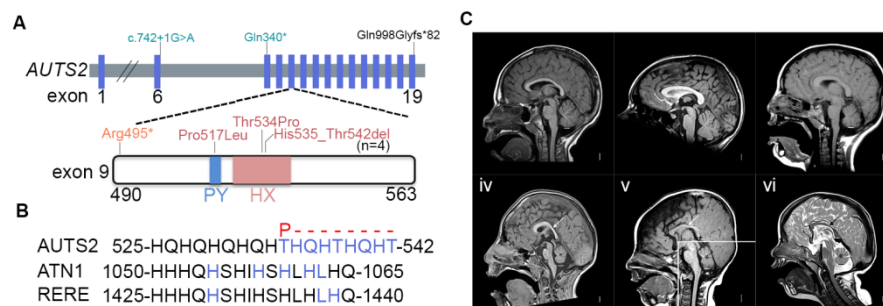 A
c.742+1G>A
Gln340*
Gln998Glyfs*82
AUTS2
exon
1
6
19
Arg495*
Pro517Leu
Thr534Pro
His535_Thr542del
(n=4)
exon 9
490
PY
HX
563
B
P - - - - - - - -
AUTS2 525-HQHQHQHQHTHQHTHQHT-542
ATN1 1050-HHHQHSHIHSHLHLHQ-1065
RERE 1425-HHHQHSHIHSHLHLHQ-1440
C
iv
v
vi